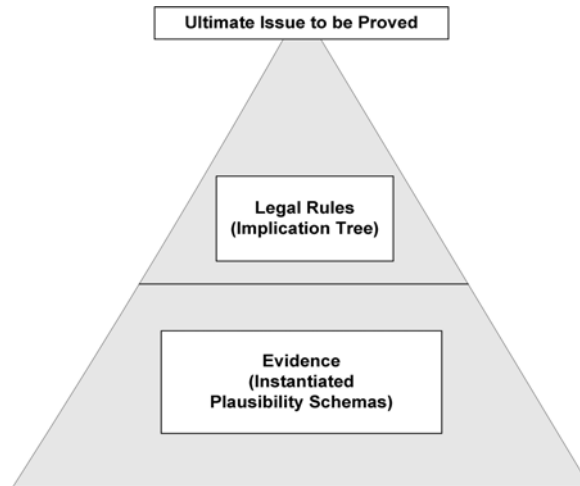 Ultimate Issue to be Proved
Legal Rules
(Implication Tree)
Evidence
(Instantiated
Plausibility Schemas)